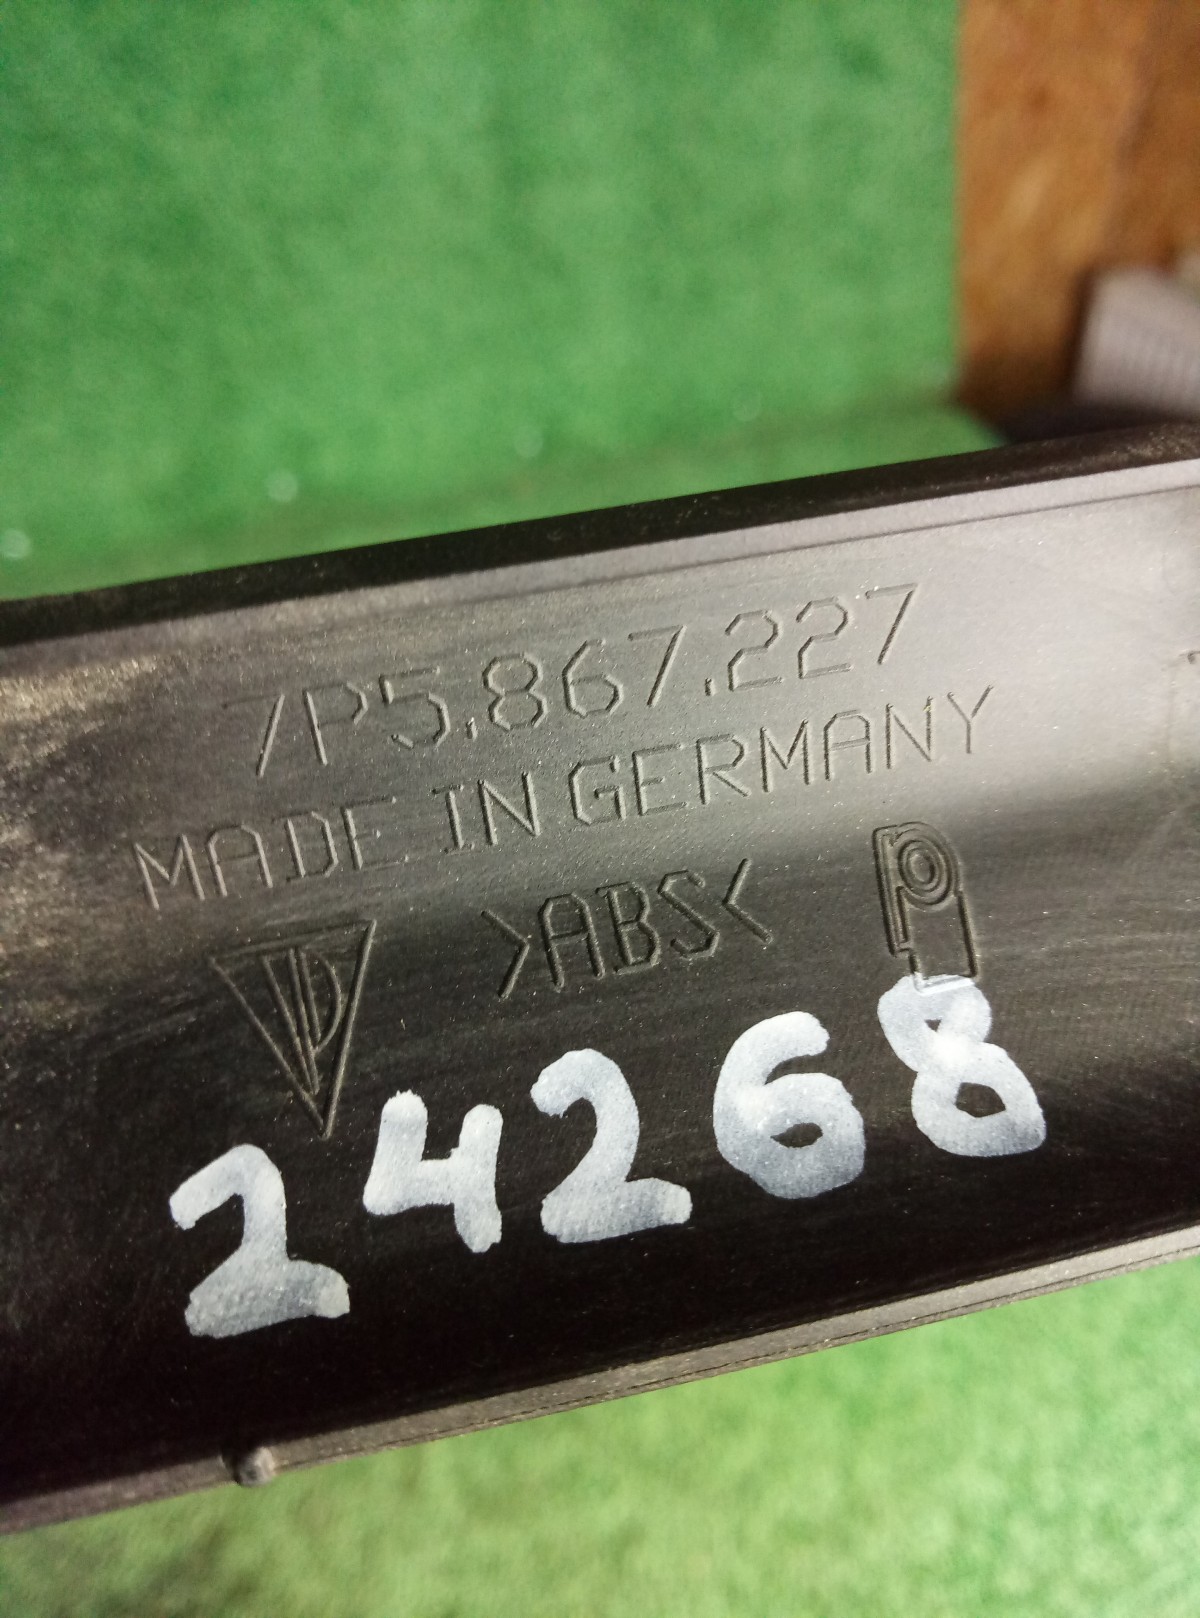 7P5.867.227
MADE IN GERMANY
>ABS<
24268